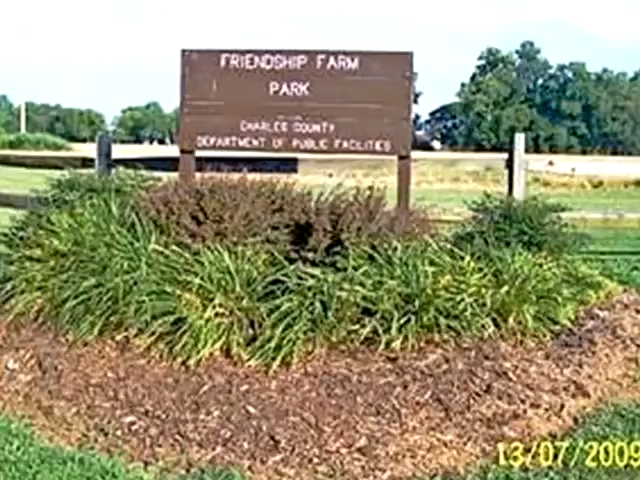 FRIENDSHIP FARM
PARK
CHARLES COUNTY
DEPARTMENT OF PUBLIC FACILITIES
13/07/2009